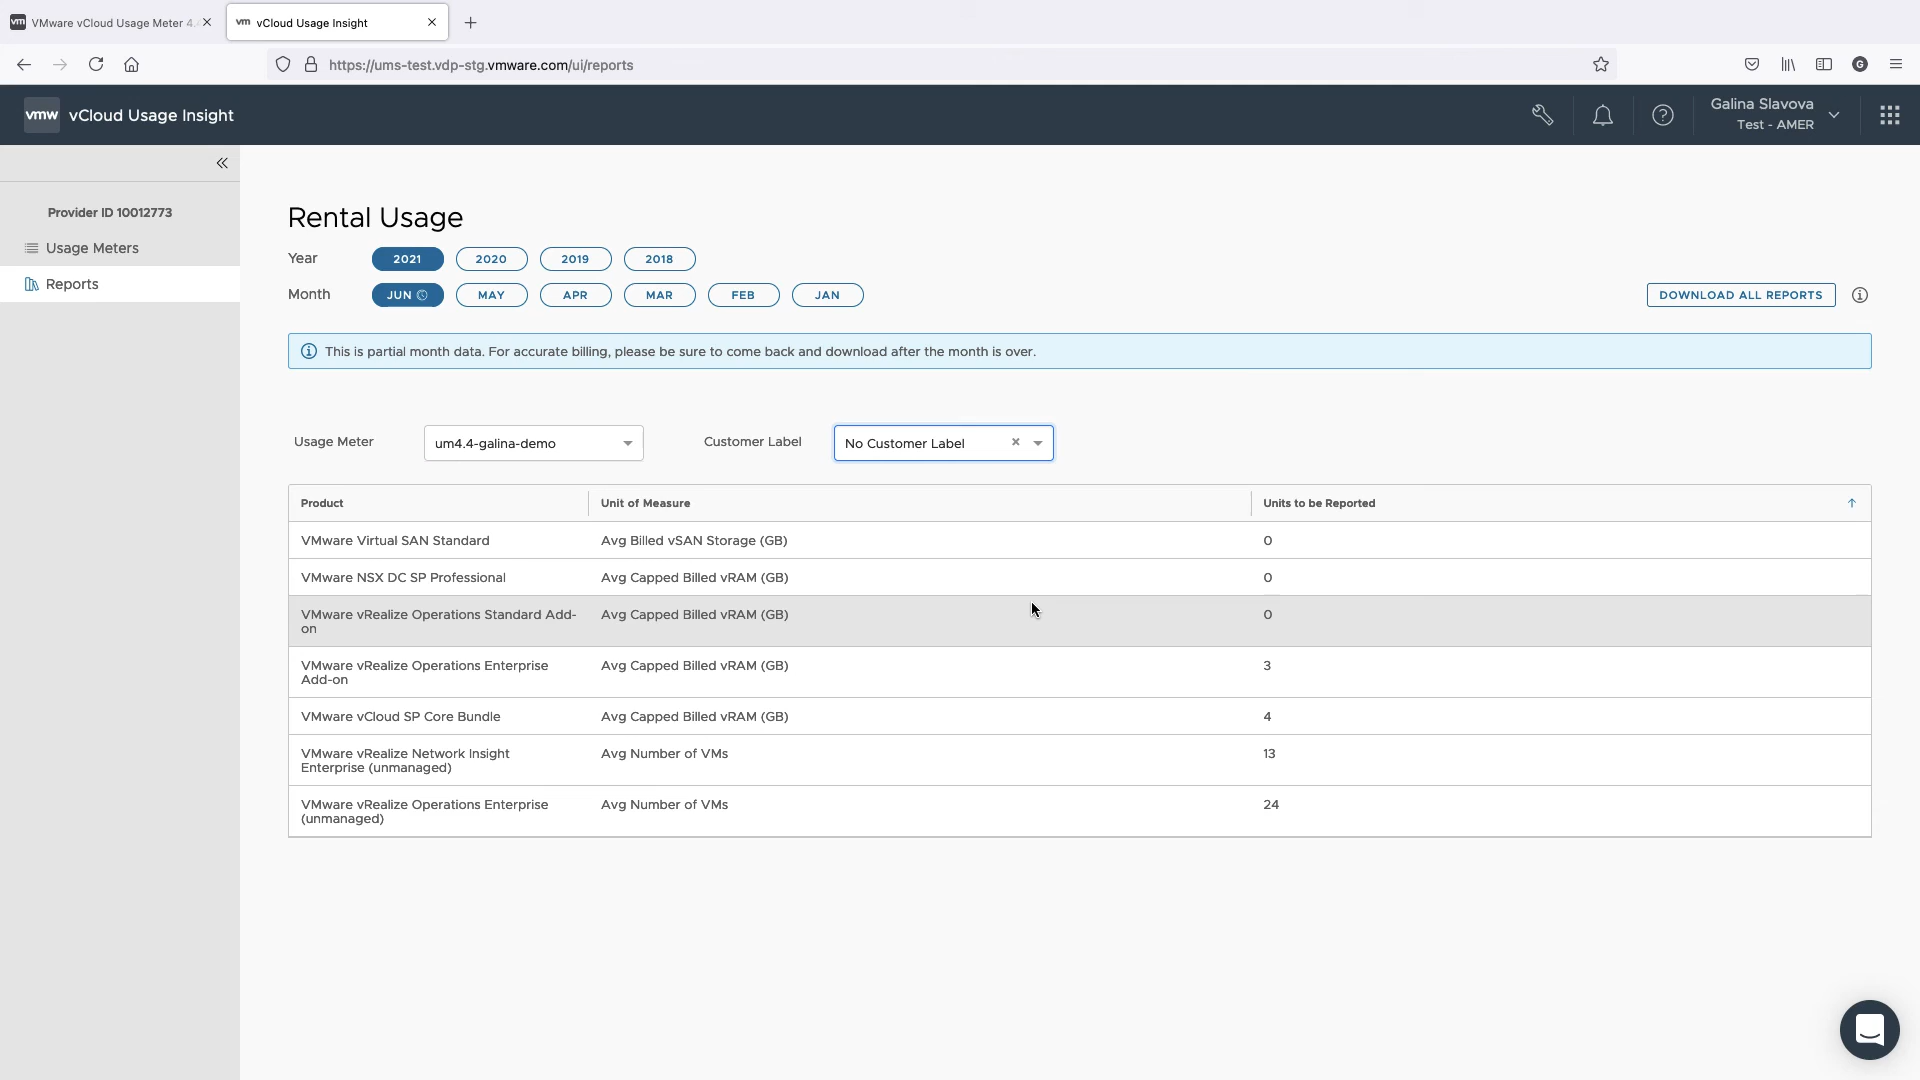 VMware vCloud Usage Meter 4.
vm vCloud Usage Insight
https://ums-test.vdp-stg.vmware.com/ui/reports
G
vmw vCloud Usage Insight
Galina Slavova
Test - AMER
Provider ID 10012773
Usage Meters
Reports
Rental Usage
Year 2021 2020 2019 2018
Month JUN MAY APR MAR FEB JAN DOWNLOAD ALL REPORTS
This is partial month data. For accurate billing, please be sure to come back and download after the month is over.
Usage Meter um4.4-galina-demo Customer Label No Customer Label
Product Unit of Measure Units to be Reported
VMware Virtual SAN Standard Avg Billed vSAN Storage (GB) 0
VMware NSX DC SP Professional Avg Capped Billed vRAM (GB) 0
VMware vRealize Operations Standard Add- Avg Capped Billed vRAM (GB) 0
on
VMware vRealize Operations Enterprise Avg Capped Billed vRAM (GB) 3
Add-on
VMware vCloud SP Core Bundle Avg Capped Billed vRAM (GB) 4
VMware vRealize Network Insight Avg Number of VMs 13
Enterprise (unmanaged)
VMware vRealize Operations Enterprise Avg Number of VMs 24
(unmanaged)